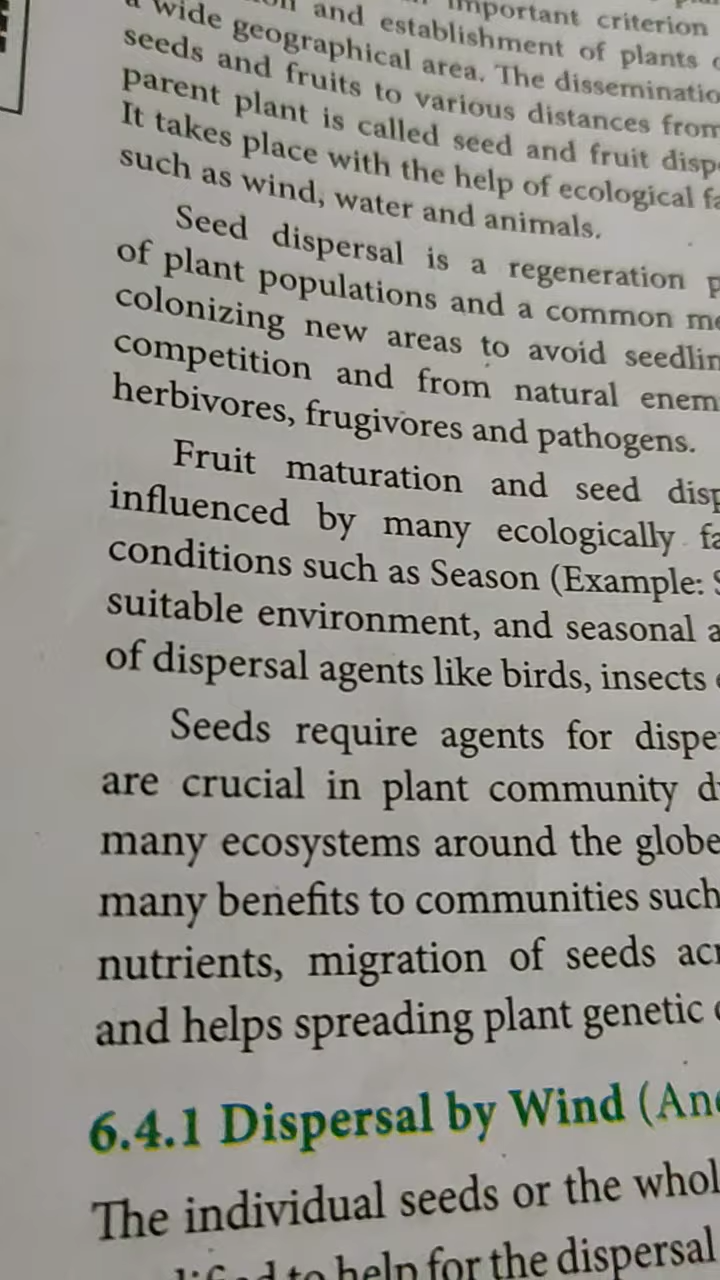 important criterion
and establishment of plants
a wide geographical area. The
seeds and fruits to various distances from
parent plant is called seed and fruit
It takes place with the help of ecological
such as wind, water and animals.
Seed dispersal is a regeneration
of plant populations and a common
colonizing new areas to avoid
competition and from natural
herbivores, frugivores and pathogens.
Fruit maturation and seed
influenced by many ecologically
conditions such as Season (Example:
suitable environment, and seasonal
of dispersal agents like birds, insects
Seeds require agents for
are crucial in plant community
many ecosystems around the globe
many benefits to communities such
nutrients, migration of seeds
and helps spreading plant genetic
6.4.1 Dispersal by Wind
The individual seeds or the
to help for the dispersal